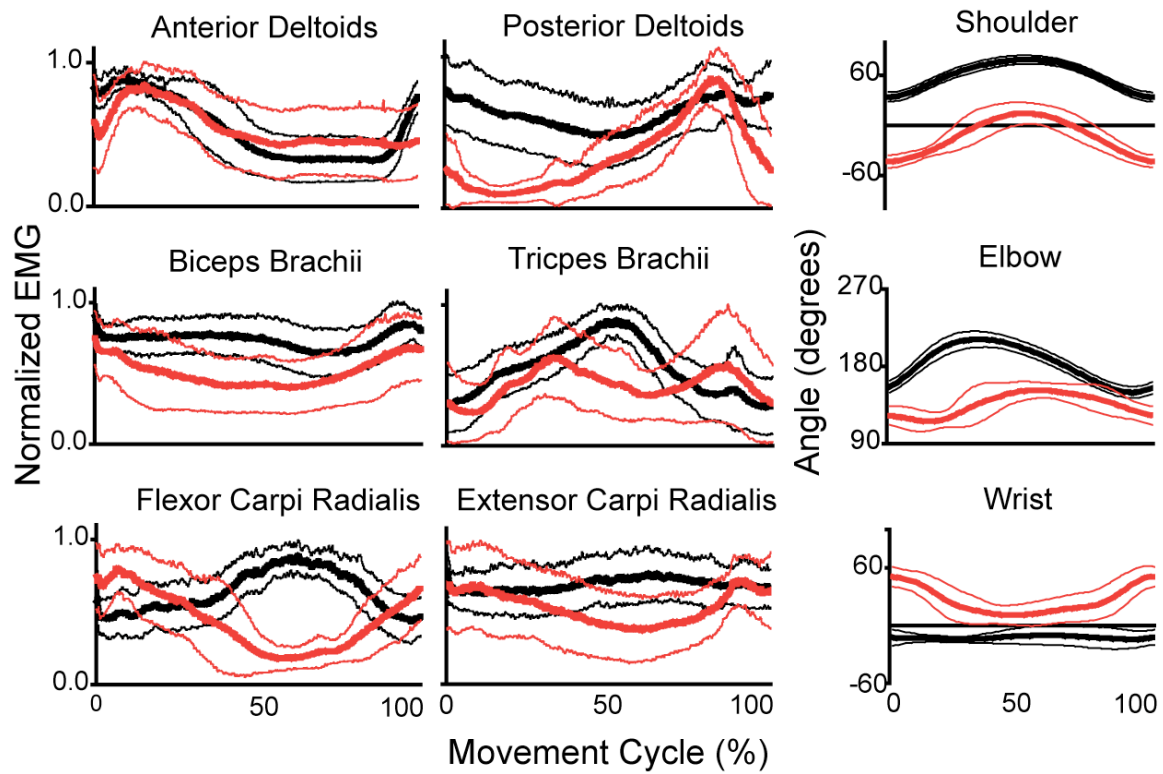 Anterior Deltoids
Posterior Deltoids
Shoulder
1.0
0.0
60
-60
Biceps Brachii
Tricpes Brachii
Elbow
1.0
0.0
270
180
90
Flexor Carpi Radialis
Extensor Carpi Radialis
Wrist
1.0
0.0
60
-60
0 50 100
0 50 100
0 50 100
Normalized EMG
Angle (degrees)
Movement Cycle (%)